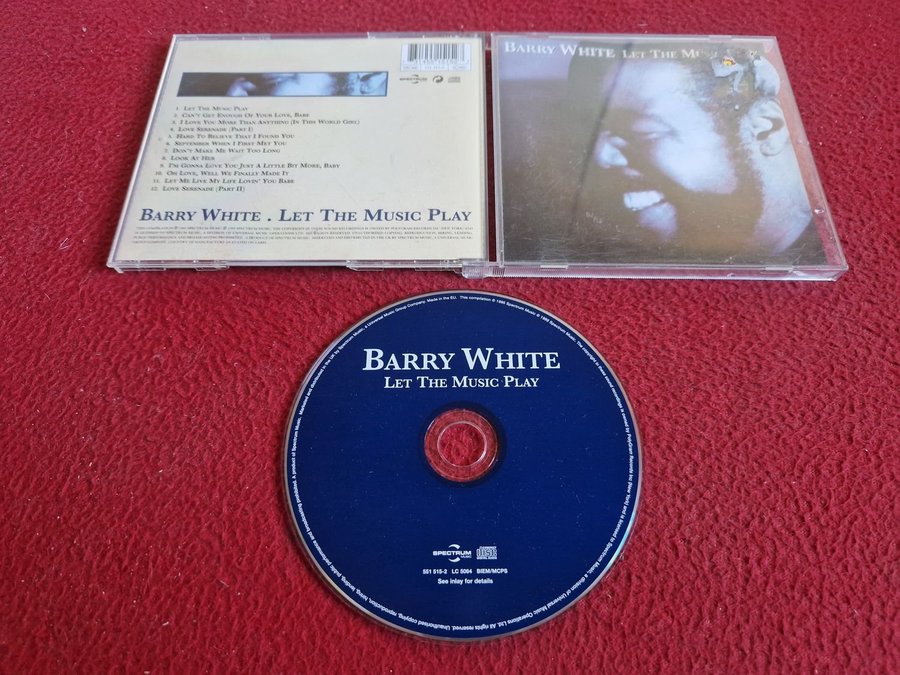 1. LET THE MUSIC PLAY
2. CAN'T GET ENOUGH OF YOUR LOVE, BABE
3. I LOVE YOU MORE THAN ANYTHING (IN THIS WORLD GIRL)
4. LOVE SERENADE (PART I)
5. HARD TO BELIEVE THAT I FOUND YOU
6. SEPTEMBER WHEN I FIRST MET YOU
7. DON'T MAKE ME WAIT TOO LONG
8. LOOK AT HER
9. I'M GONNA LOVE YOU JUST A LITTLE BIT MORE, BABY
10. OH LOVE, WELL WE FINALLY MADE IT
11. LET ME LIVE MY LIFE LOVIN' YOU BABE
12. LOVE SERENADE (PART II)
BARRY WHITE . LET THE MUSIC PLAY
BARRY WHITE LET THE MUS
BARRY WHITE
LET THE MUSIC PLAY
SPECTRUM
MUSIC
551 515-2 LC 5064 BIEM/MCPS
See inlay for details